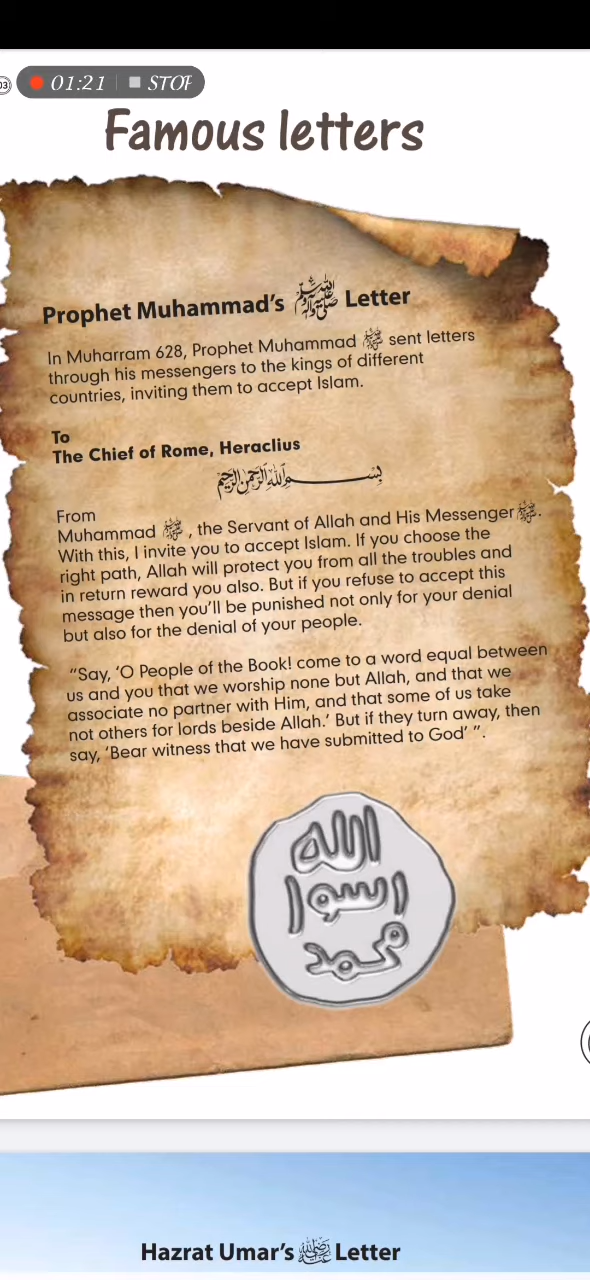 03
01:21 STOP
Famous letters
Prophet Muhammad's ﷺ Letter
In Muharram 628, Prophet Muhammad ﷺ sent letters
through his messengers to the kings of different
countries, inviting them to accept Islam.
To
The Chief of Rome, Heraclius
بسم الله الرحمن الرحيم
From
Muhammad ﷺ , the Servant of Allah and His Messenger ﷺ.
With this, I invite you to accept Islam. If you choose the
right path, Allah will protect you from all the troubles and
in return reward you also. But if you refuse to accept this
message then you'll be punished not only for your denial
but also for the denial of your people.
"Say, 'O People of the Book! come to a word equal between
us and you that we worship none but Allah, and that we
associate no partner with Him, and that some of us take
not others for lords beside Allah.' But if they turn away, then
say, 'Bear witness that we have submitted to God' ".
الله
رسول
محمد
Hazrat Umar's رضي الله عنه Letter